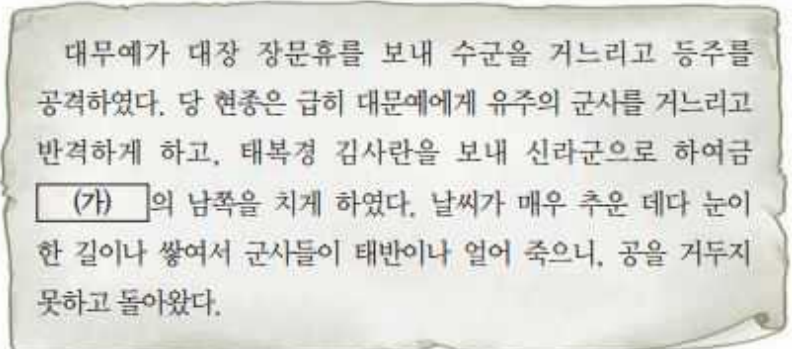 대무예가 대장 장문휴를 보내 수군을 거느리고 등주를
공격하였다. 당 현종은 급히 대문예에게 유주의 군사를 거느리고
반격하게 하고, 태복경 김사란을 보내 신라군으로 하여금
(가) 의 남쪽을 치게 하였다. 날씨가 매우 추운 데다 눈이
한 길이나 쌓여서 군사들이 태반이나 얼어 죽으니, 공을 거두지
못하고 돌아왔다.